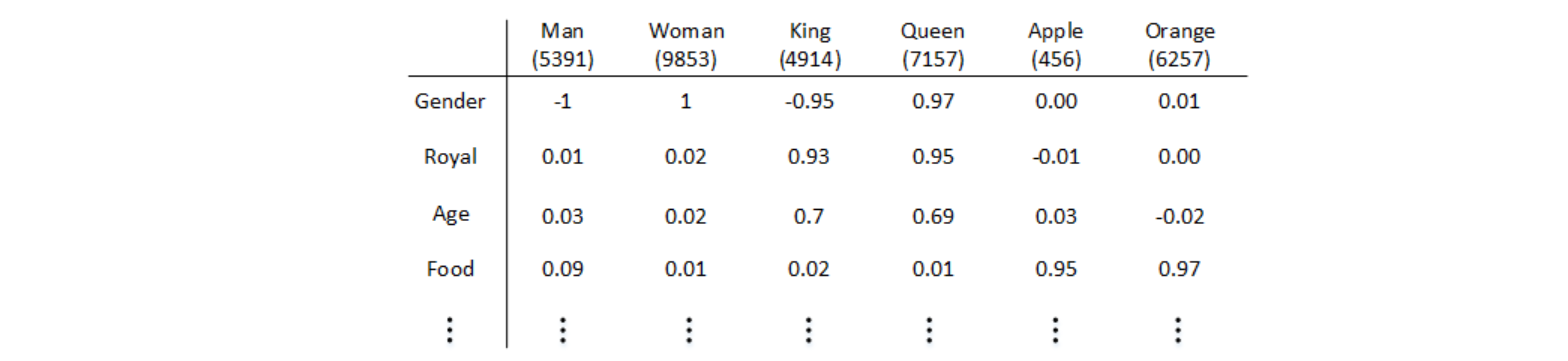 Man Woman King Queen Apple Orange
(5391) (9853) (4914) (7157) (456) (6257)
Gender -1 1 -0.95 0.97 0.00 0.01
Royal 0.01 0.02 0.93 0.95 -0.01 0.00
Age 0.03 0.02 0.7 0.69 0.03 -0.02
Food 0.09 0.01 0.02 0.01 0.95 0.97
⋮ ⋮ ⋮ ⋮ ⋮ ⋮ ⋮